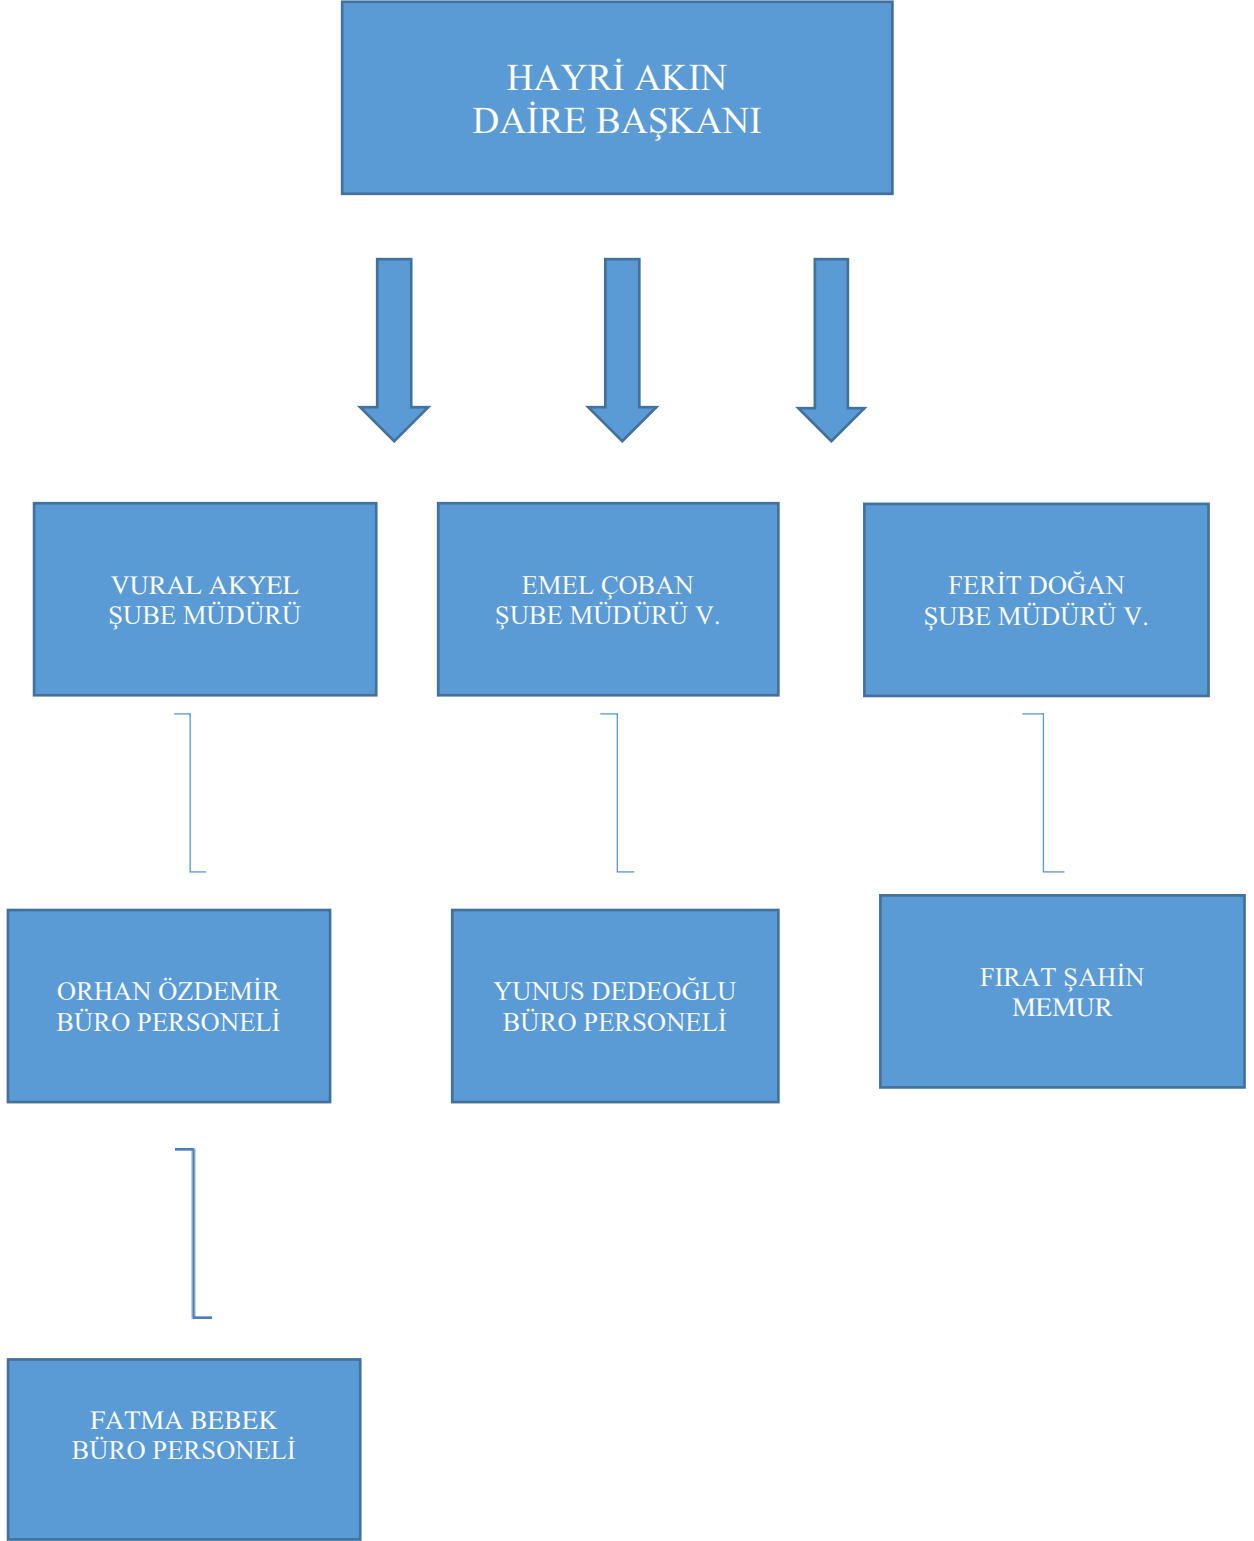 HAYRİ AKIN
DAİRE BAŞKANI
VURAL AKYEL
ŞUBE MÜDÜRÜ
EMEL ÇOBAN
ŞUBE MÜDÜRÜ V.
FERİT DOĞAN
ŞUBE MÜDÜRÜ V.
ORHAN ÖZDEMİR
BÜRO PERSONELİ
YUNUS DEDEOĞLU
BÜRO PERSONELİ
FIRAT ŞAHİN
MEMUR
FATMA BEBEK
BÜRO PERSONELİ